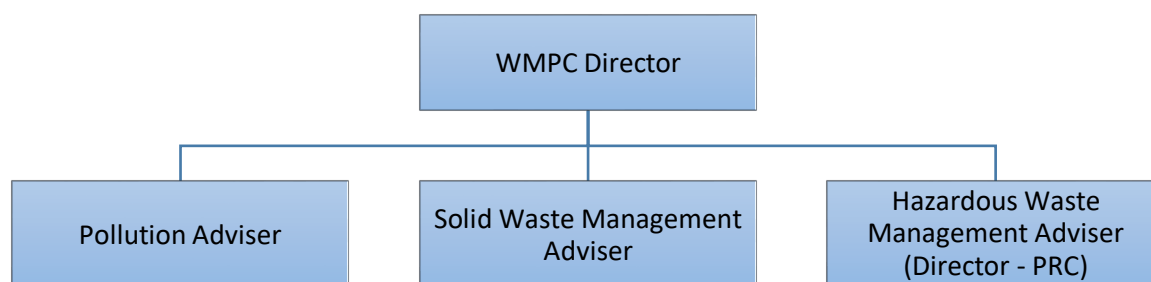 WMPC Director
Pollution Adviser
Solid Waste Management
Adviser
Hazardous Waste
Management Adviser
(Director - PRC)